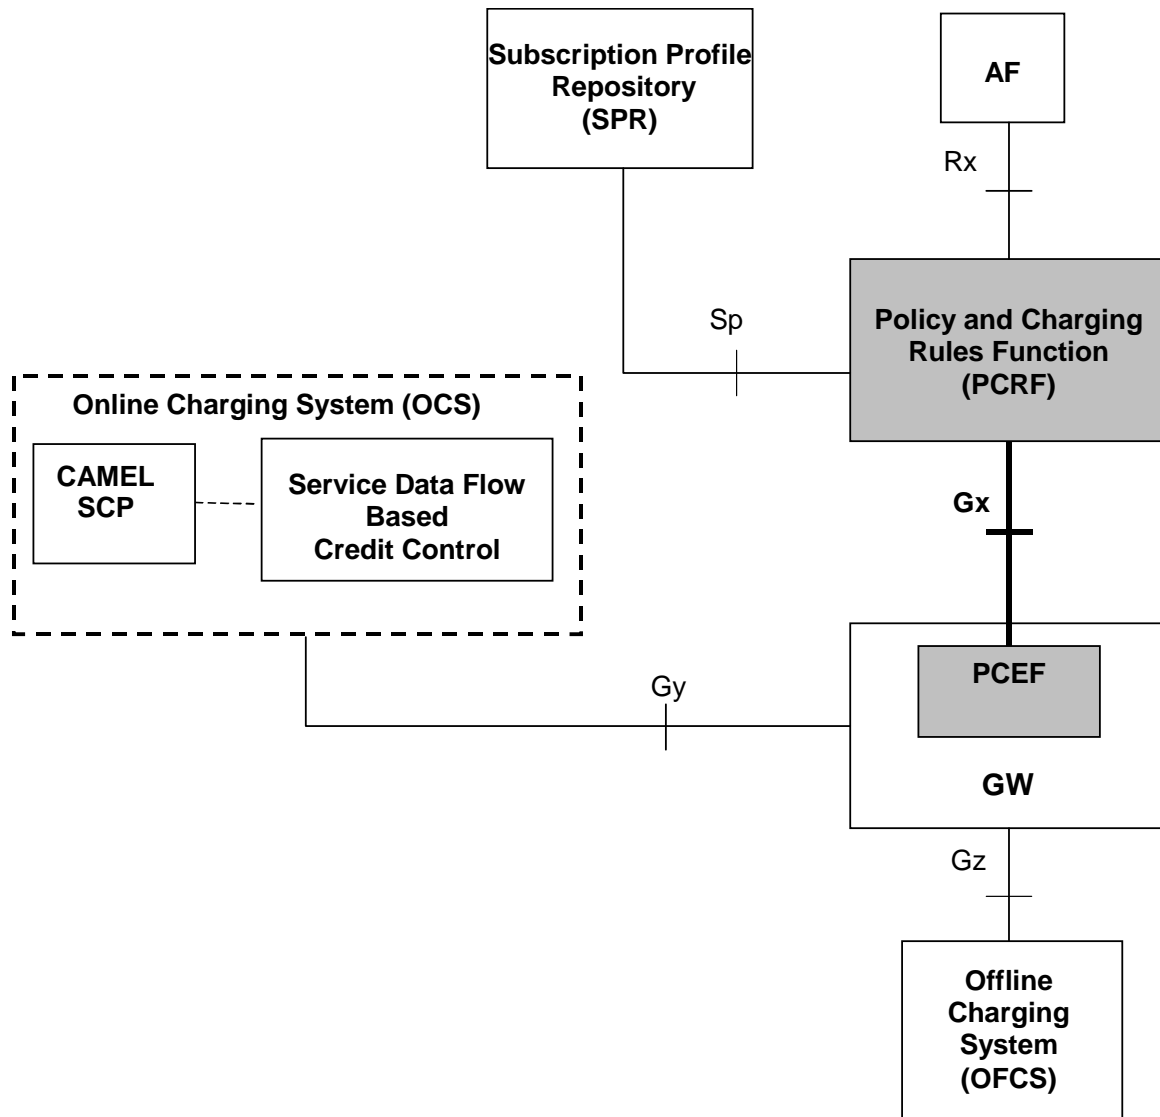 Subscription Profile
Repository
(SPR)
AF
Rx
Sp
Policy and Charging
Rules Function
(PCRF)
Online Charging System (OCS)
CAMEL
SCP
Service Data Flow
Based
Credit Control
Gx
PCEF
Gy
GW
Gz
Offline
Charging
System
(OFCS)